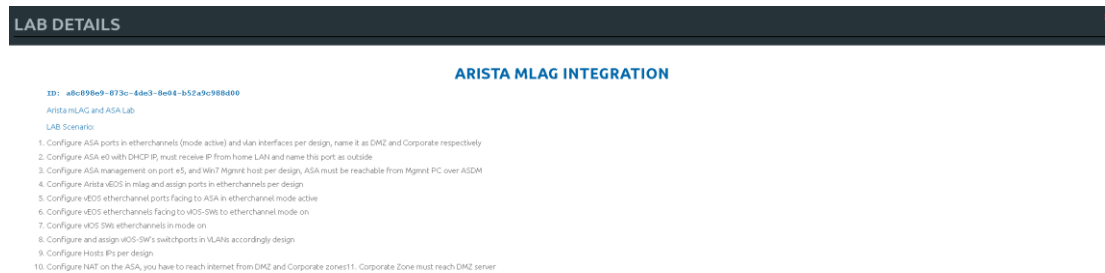 LAB DETAILS
ARISTA MLAG INTEGRATION
ID: a8c898e9-873c-4de3-8e04-b52a9c988d00
Arista mLAG and ASA Lab
LAB Scenario:
1. Configure ASA ports in etherchannels (mode active) and vlan interfaces per design, name it as DMZ and Corporate respectively
2. Configure ASA e0 with DHCP IP, must receive IP from home LAN and name this port as outside
3. Configure ASA management on port e5, and Win7 Mgmnt host per design, ASA must be reachable from Mgmnt PC over ASDM
4. Configure Arista vEOS in mlag and assign ports in etherchannels per design
5. Configure vEOS etherchannel ports facing to ASA in etherchannel mode active
6. Configure vEOS etherchannels facing to vIOS-SWs to etherchannel mode on
7. Configure vIOS SWs etherchannels in mode on
8. Configure and assign vIOS-SW's switchports in VLANs accordingly design
9. Configure Hosts IPs per design
10. Configure NAT on the ASA, you have to reach internet from DMZ and Corporate zones11. Corporate Zone must reach DMZ server